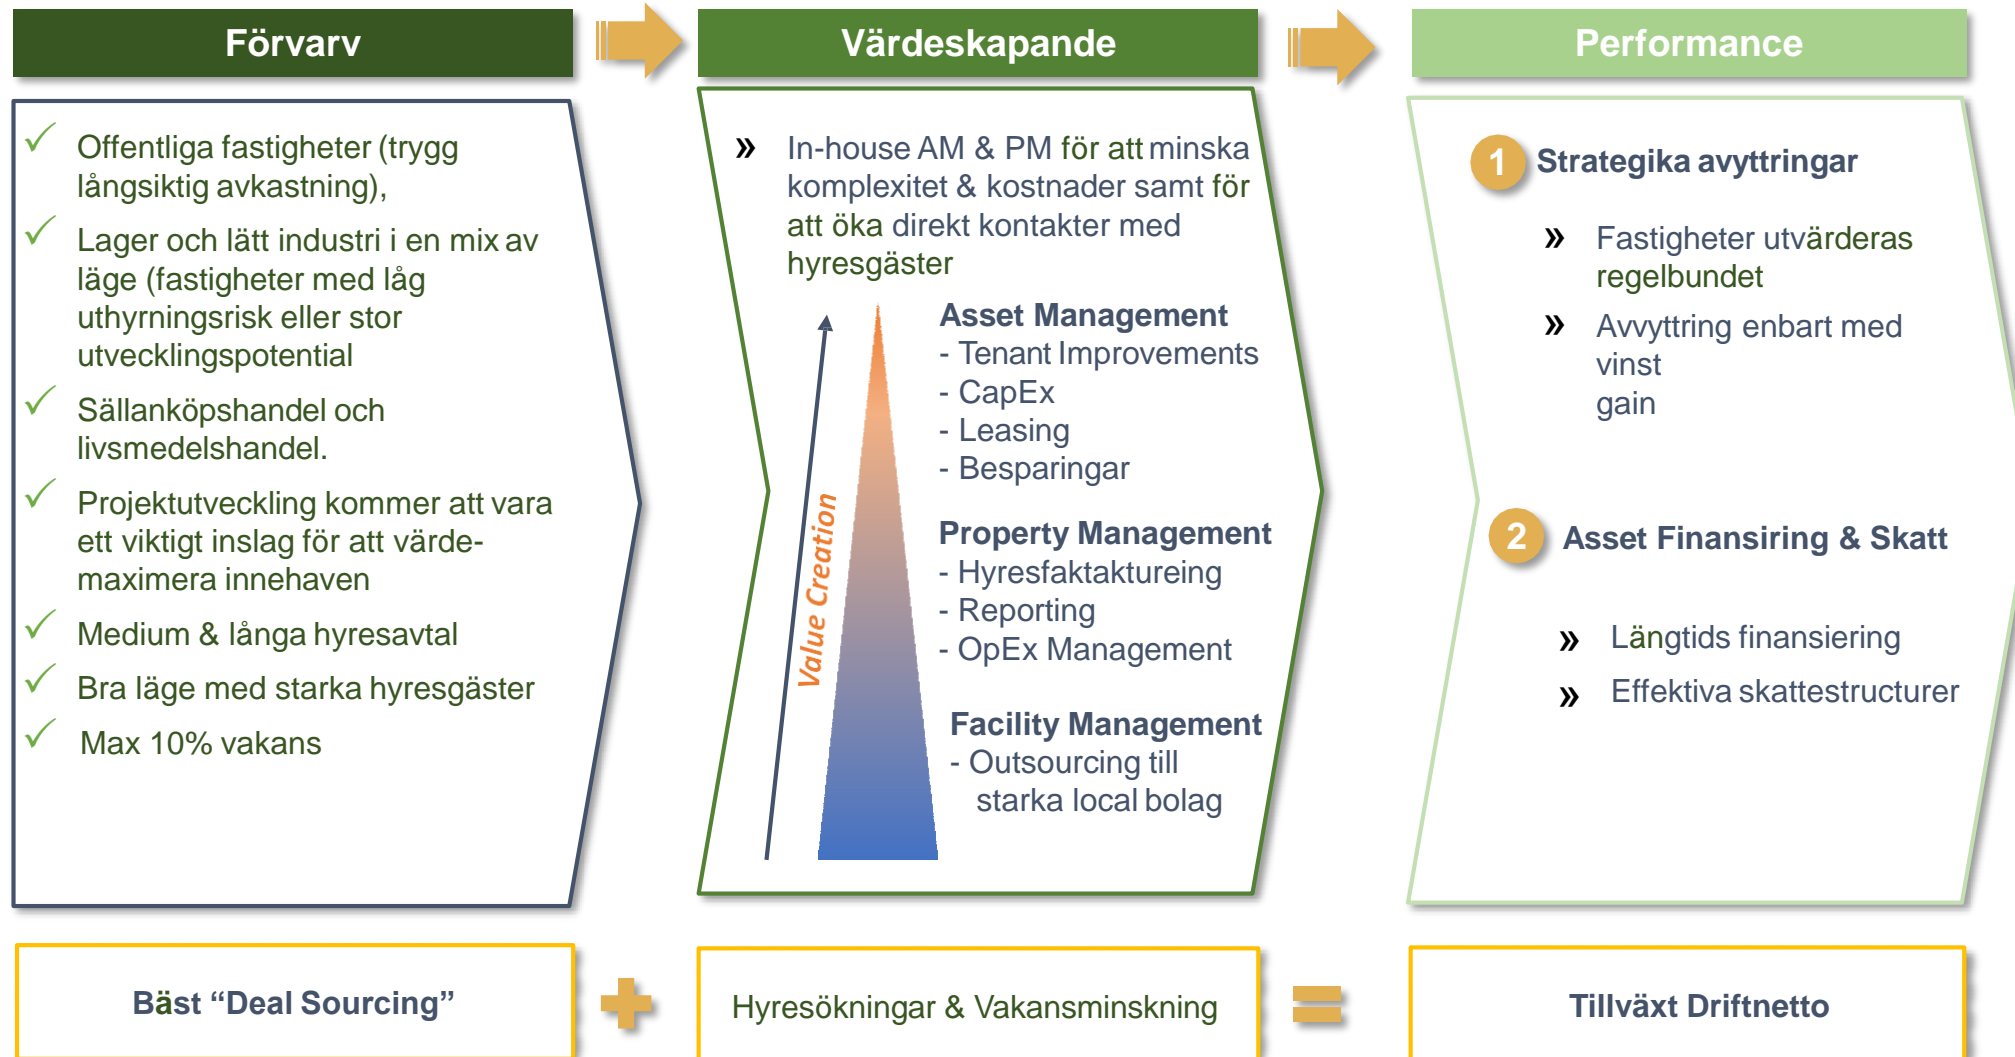 Förvarv
Värdeskapande
Performance
Offentliga fastigheter (trygg
långsiktig avkastning),
Lager och lätt industri i en mix av
läge (fastigheter med låg
uthyrningsrisk eller stor
utvecklingspotential
Sällanköpshandel och
livsmedelshandel.
Projektutveckling kommer att vara
ett viktigt inslag för att värde-
maximera innehaven
Medium & långa hyresavtal
Bra läge med starka hyresgäster
Max 10% vakans
» In-house AM & PM för att minska
komplexitet & kostnader samt för
att öka direkt kontakter med
hyresgäster
Value Creation
Asset Management
- Tenant Improvements
- CapEx
- Leasing
- Besparingar
Property Management
- Hyresfaktaktureing
- Reporting
- OpEx Management
Facility Management
- Outsourcing till
starka local bolag
1 Strategika avyttringar
» Fastigheter utvärderas
regelbundet
» Avvyttring enbart med
vinst
gain
2 Asset Finansiring & Skatt
» Längtids finansiering
» Effektiva skattestructurer
Bäst “Deal Sourcing”
Hyresökningar & Vakansminskning
Tillväxt Driftnetto